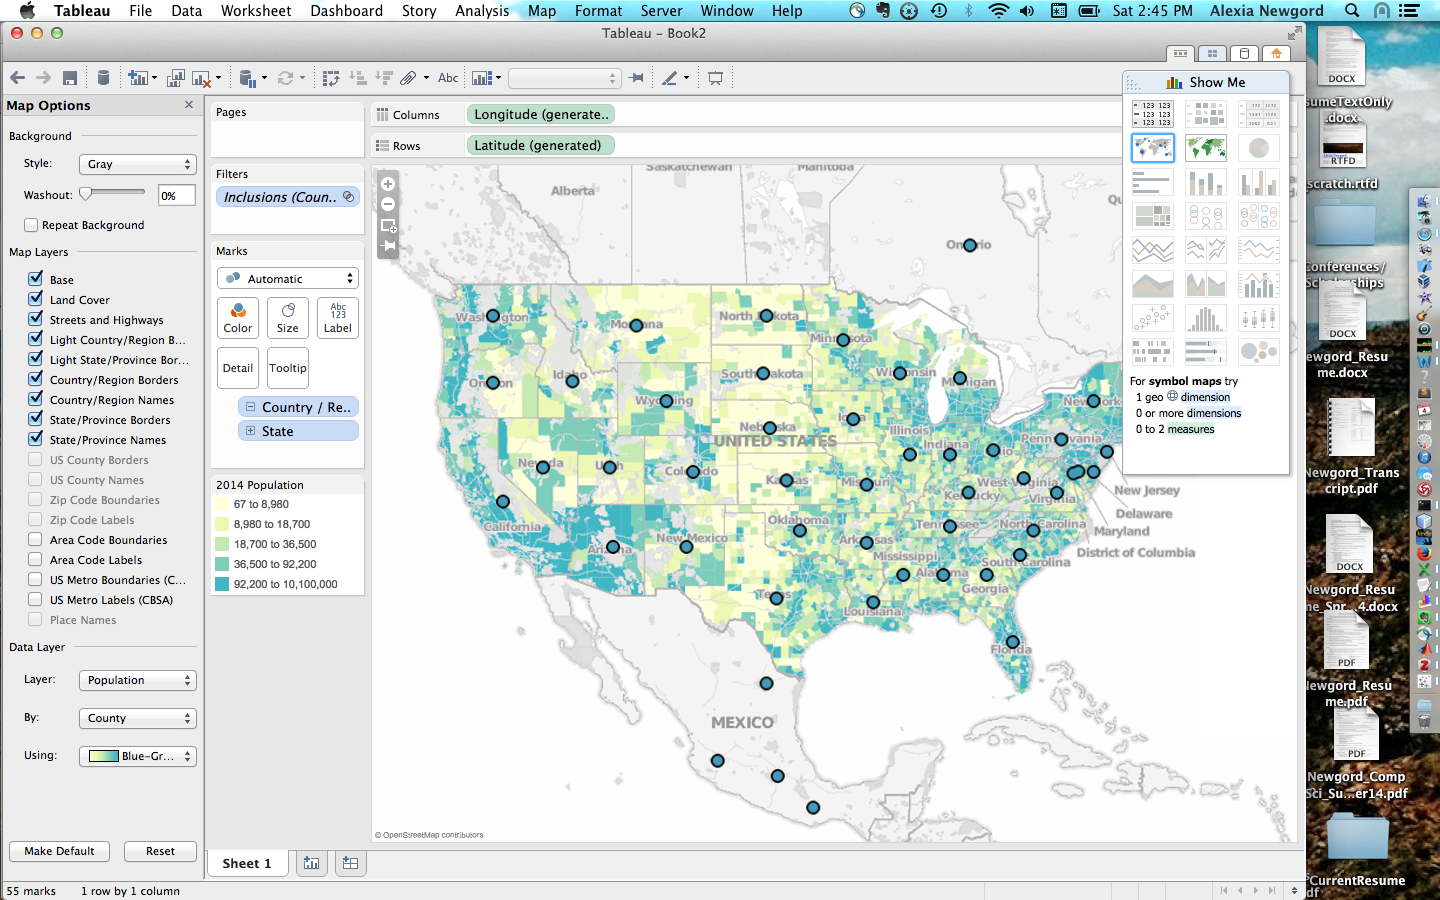 Tableau File Data Worksheet Dashboard Story Analysis Map Format Server Window Help Sat 2:45 PM Alexia Newgord
Tableau - Book2
Abc
Map Options
Background
Style: Gray
Washout: 0%
Repeat Background
Map Layers
Base
Land Cover
Streets and Highways
Light Country/Region B...
Light State/Province Bor...
Country/Region Borders
Country/Region Names
State/Province Borders
State/Province Names
US County Borders
US County Names
Zip Code Boundaries
Zip Code Labels
Area Code Boundaries
Area Code Labels
US Metro Boundaries (C...
US Metro Labels (CBSA)
Place Names
Data Layer
Layer: Population
By: County
Using: Blue-Gr...
Make Default Reset
55 marks 1 row by 1 column
Pages
Filters
Inclusions (Coun..
Marks
Automatic
Color Size Abc 123 Label
Detail Tooltip
Country / Re..
State
2014 Population
67 to 8,980
8,980 to 18,700
18,700 to 36,500
36,500 to 92,200
92,200 to 10,100,000
Columns Longitude (generate..
Rows Latitude (generated)
Saskatchewan Manitoba
Alberta
Ontario
Washington Montana North Dakota
Minnesota
Oregon Idaho South Dakota Wisconsin Michigan
Wyoming New York
Iowa
Nebraska
UNITED STATES
Illinois Indiana Ohio Pennsylvania
Nevada Utah Colorado
Kansas Missouri West Virginia
Kentucky Virginia
New Jersey
Delaware
Maryland
District of Columbia
California Oklahoma Tennessee North Carolina
Arizona New Mexico Arkansas
Mississippi South Carolina
Alabama
Georgia
Texas Louisiana
Florida
MEXICO
© OpenStreetMap contributors
Sheet 1
Show Me
For symbol maps try
1 geo dimension
0 or more dimensions
0 to 2 measures
DOCX
sumeTextOnly
.docx
RTFD
scratch.rtfd
Conferences/
DOCX
Newgord_Resu
me.docx
Newgord_Trans
cript.pdf
DOCX
Newgord_Resu
me_Spr...4.docx
PDF
Newgord_Resu
me.pdf
PDF
Newgord_Comp
Sci_Su...er14.pdf
CurrentResume
df